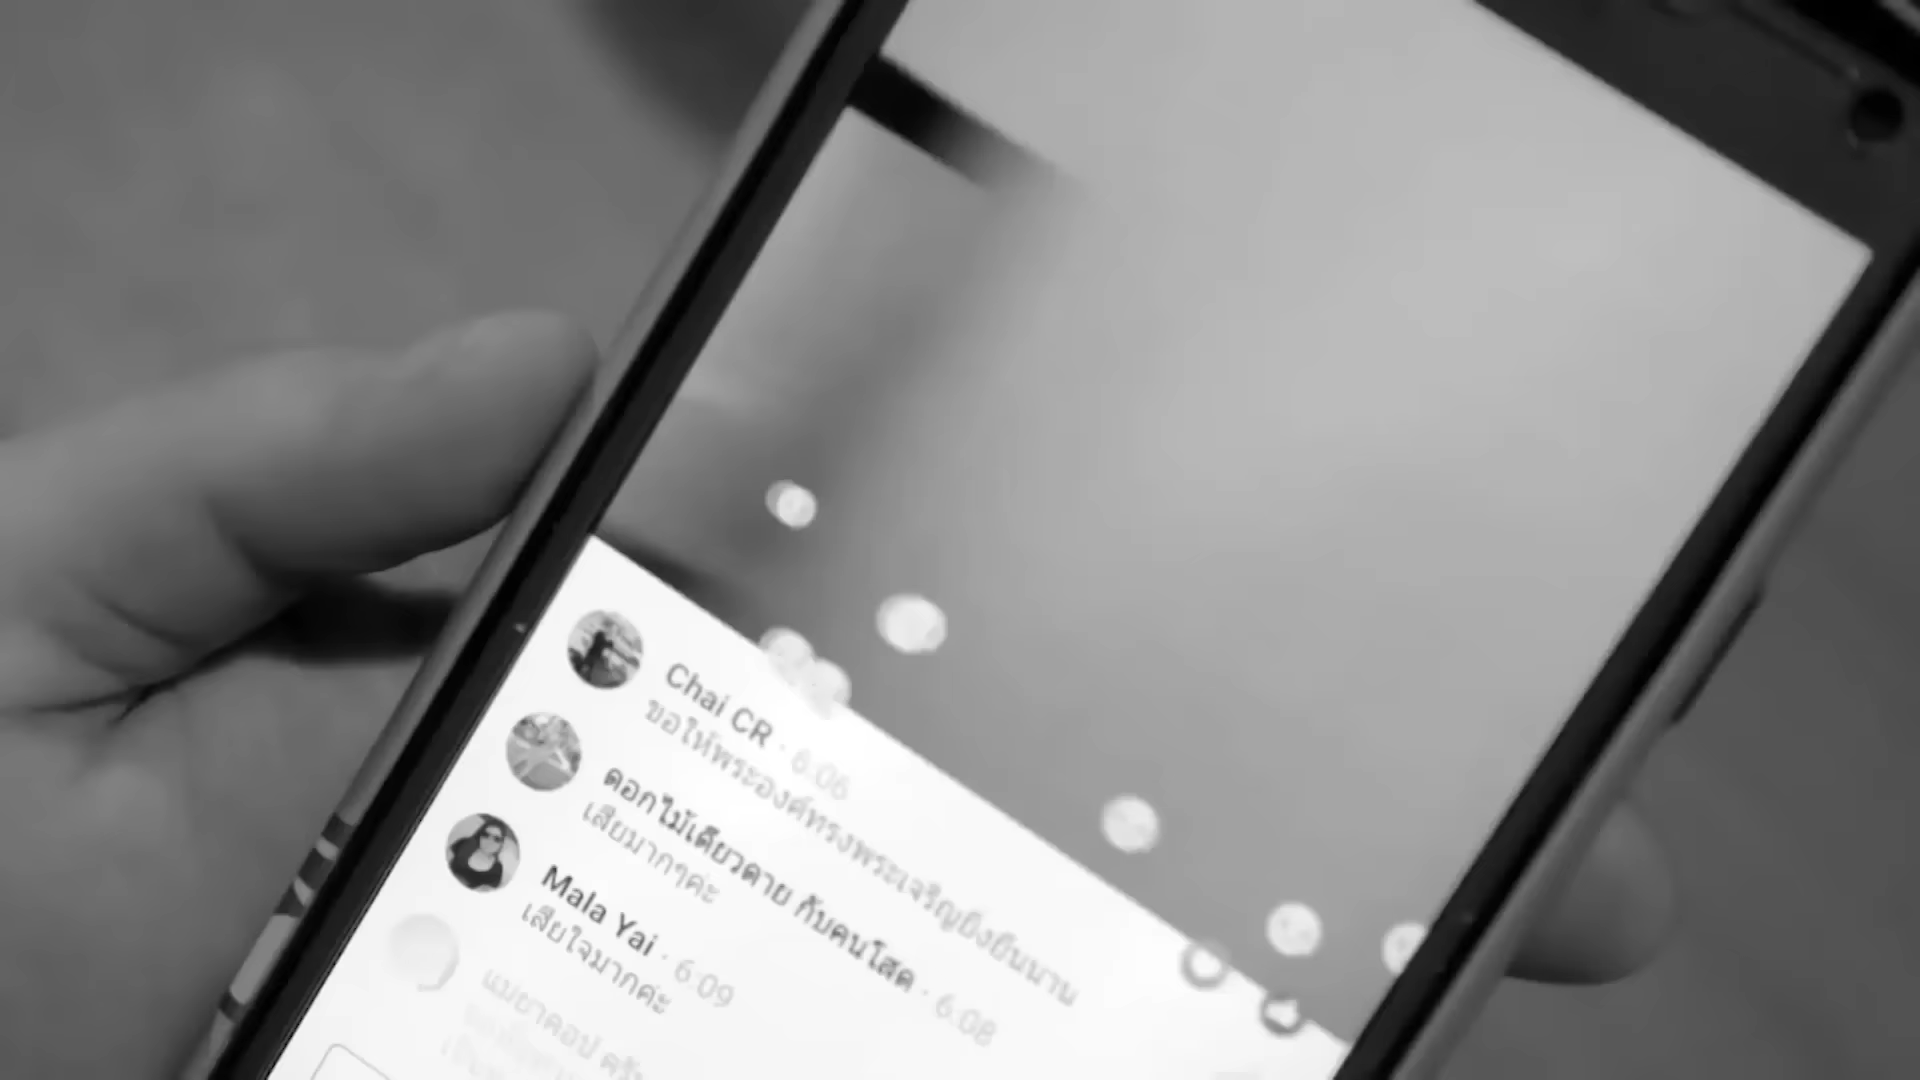 Chai CR · 6:06
ขอให้พระองค์ทรงพระเจริญยิ่งยืนนาน
ดอกไม้เดียวดาย กับคนโสด · 6:08
เสียมากๆค่ะ
Mala Yai · 6:09
เสียใจมากค่ะ